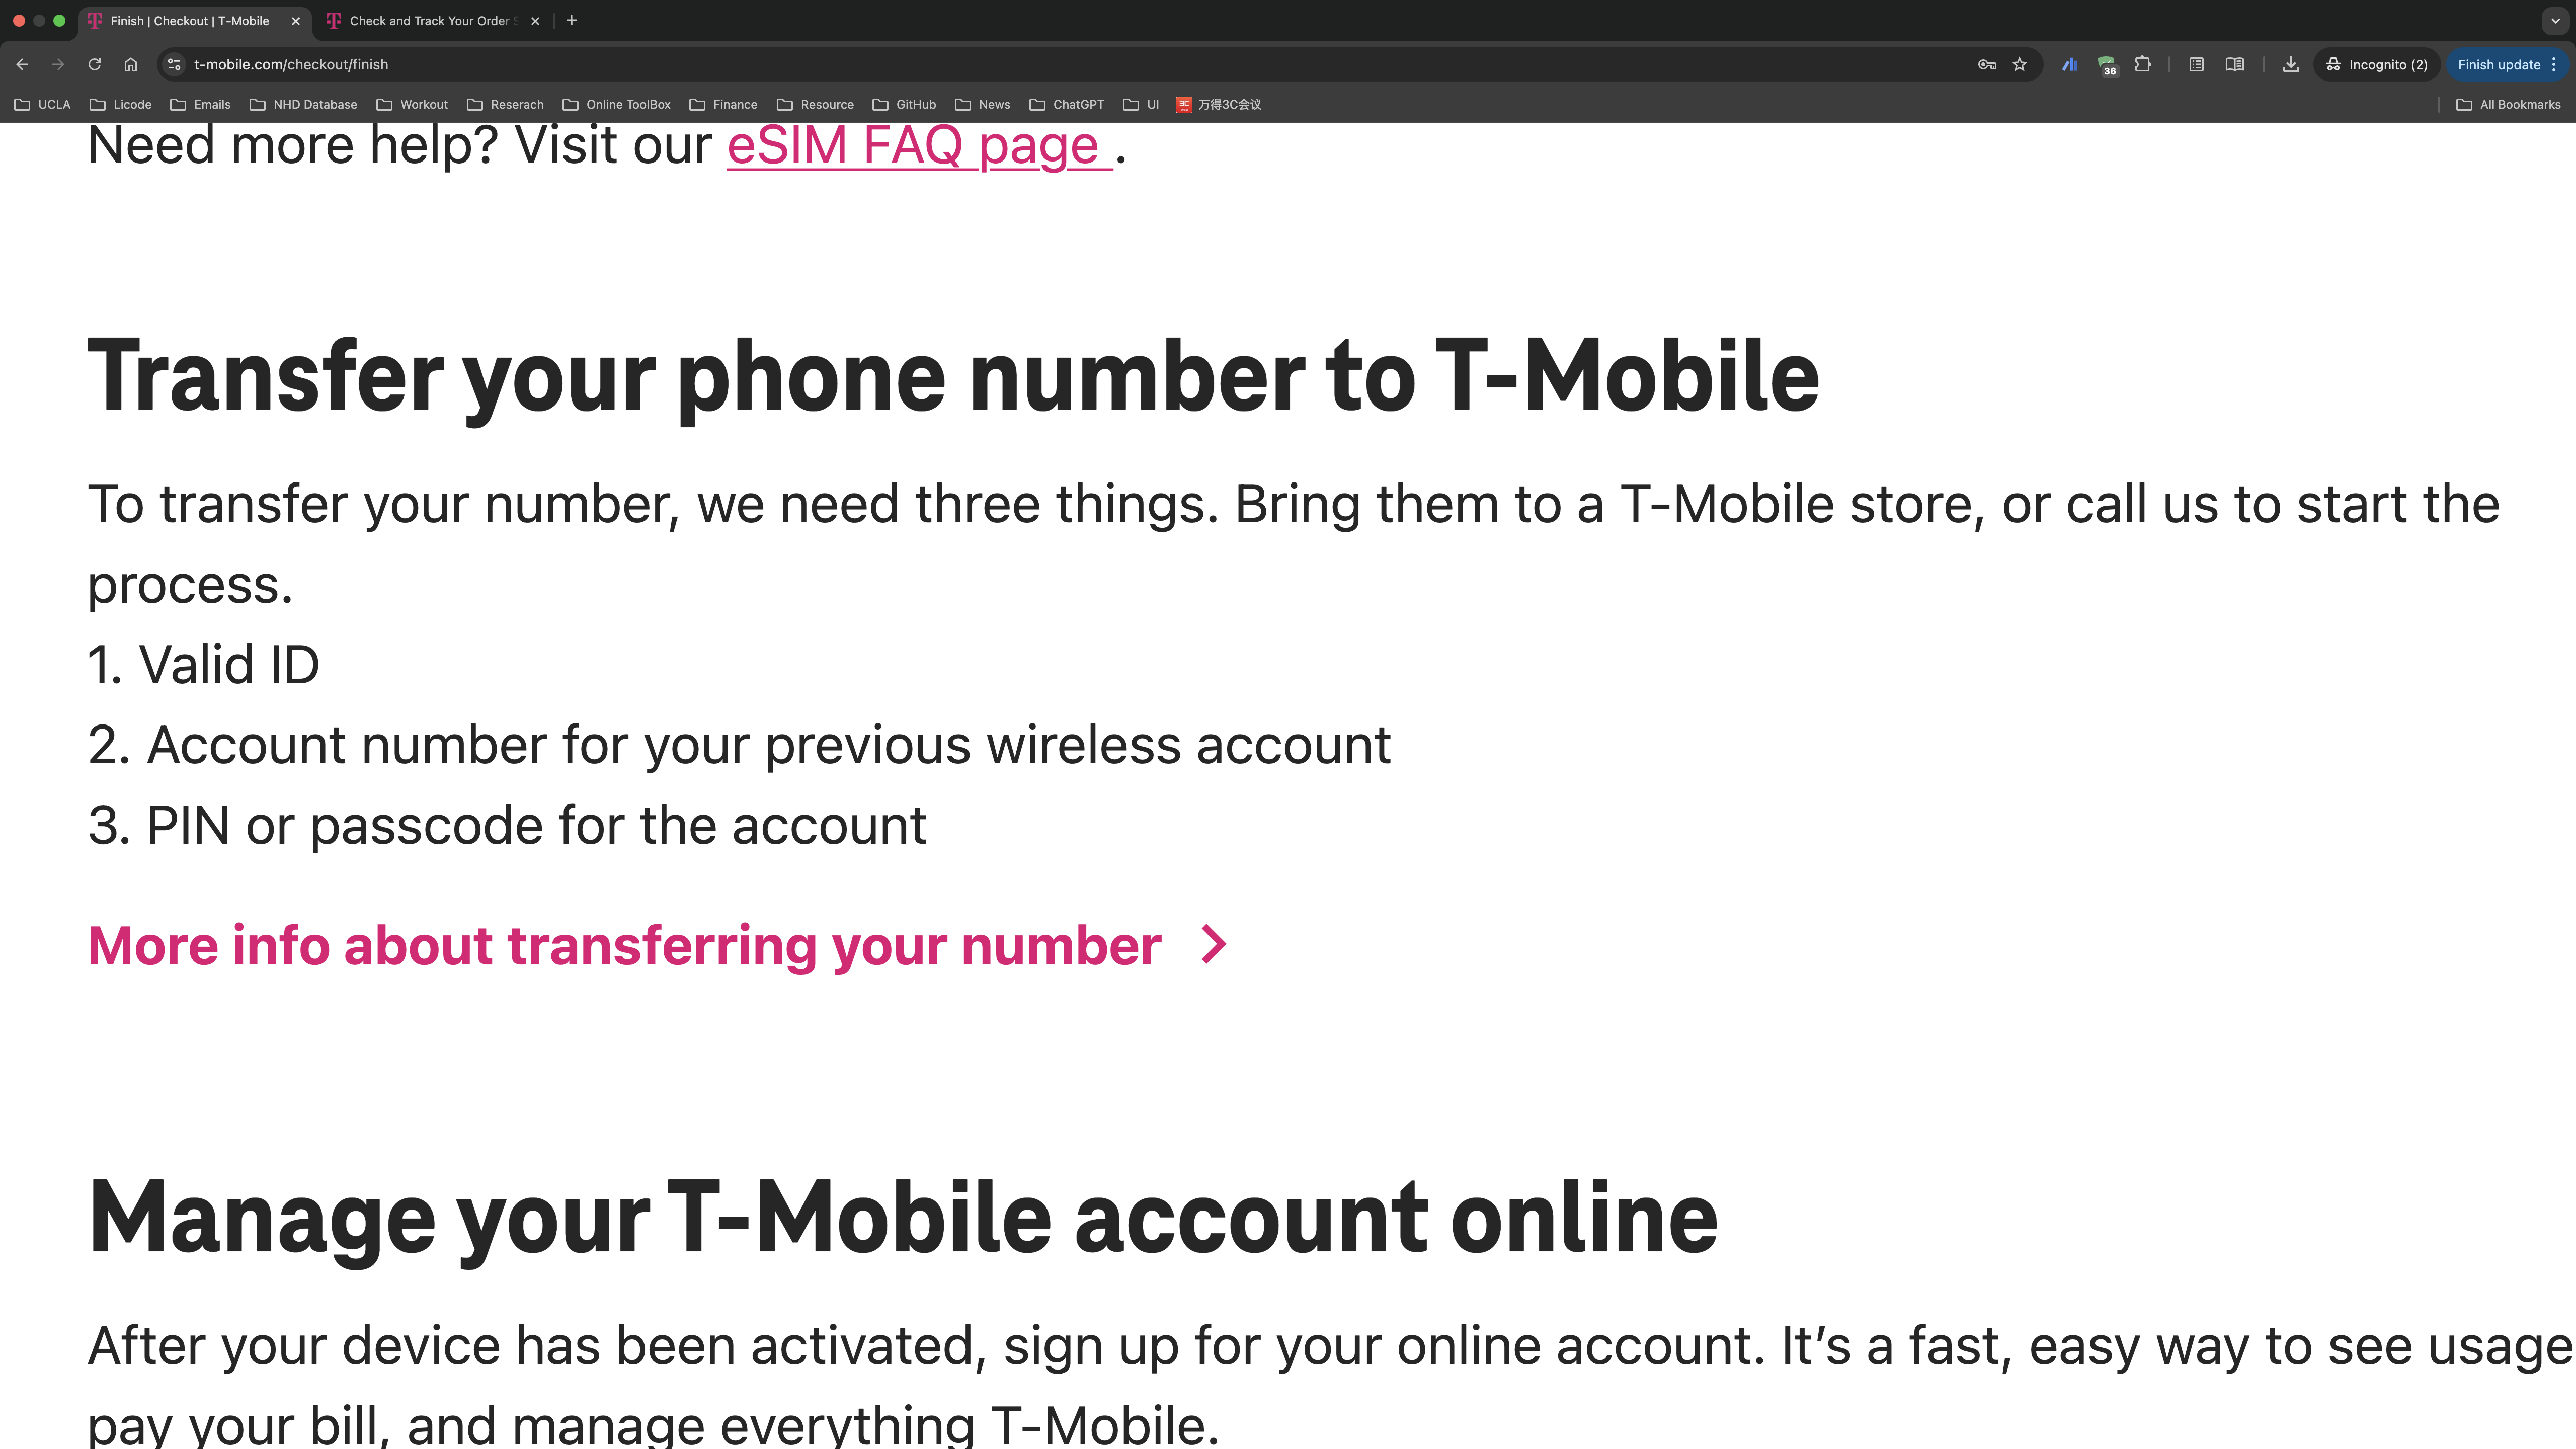 Finish | Checkout | T-Mobile
Check and Track Your Order
t-mobile.com/checkout/finish
36
Incognito (2)
Finish update
UCLA
Licode
Emails
NHD Database
Workout
Reserach
Online ToolBox
Finance
Resource
GitHub
News
ChatGPT
UI
万得3C会议
All Bookmarks
Need more help? Visit our eSIM FAQ page .
Transfer your phone number to T-Mobile
To transfer your number, we need three things. Bring them to a T-Mobile store, or call us to start the
process.
1. Valid ID
2. Account number for your previous wireless account
3. PIN or passcode for the account
More info about transferring your number
Manage your T-Mobile account online
After your device has been activated, sign up for your online account. It’s a fast, easy way to see usage
pay your bill, and manage everything T-Mobile.